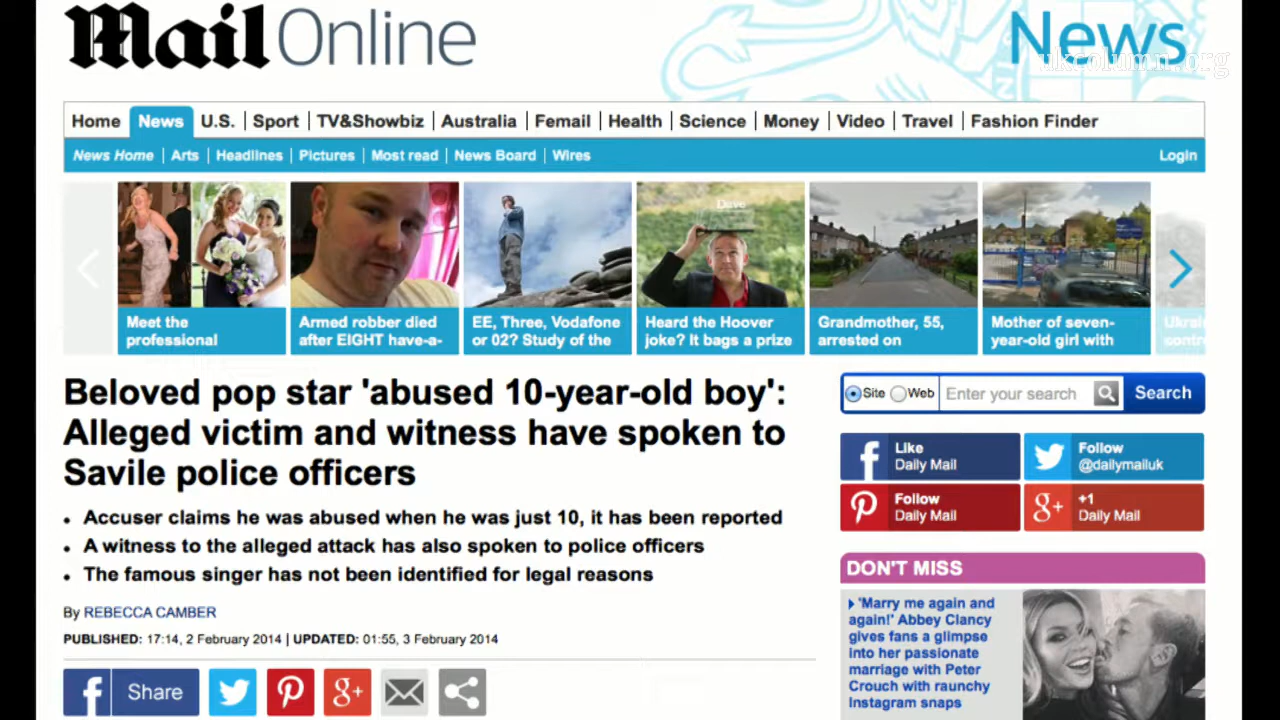 Mail Online
News
ukcolumn.org
Home News U.S. Sport TV&Showbiz Australia Femail Health Science Money Video Travel Fashion Finder
News Home Arts Headlines Pictures Most read News Board Wires Login
Dave
Meet the
professional
Armed robber died
after EIGHT have-a-
EE, Three, Vodafone
or 02? Study of the
Heard the Hoover
joke? It bags a prize
Grandmother, 55,
arrested on
Mother of seven-
year-old girl with
Beloved pop star 'abused 10-year-old boy':
Alleged victim and witness have spoken to
Savile police officers
• Accuser claims he was abused when he was just 10, it has been reported
• A witness to the alleged attack has also spoken to police officers
• The famous singer has not been identified for legal reasons
By REBECCA CAMBER
PUBLISHED: 17:14, 2 February 2014 | UPDATED: 01:55, 3 February 2014
f Share
g+
Site Web Enter your search Search
Like
Daily Mail
Follow
@dailymailuk
Follow
Daily Mail
+1
Daily Mail
DON'T MISS
'Marry me again and
again!' Abbey Clancy
gives fans a glimpse
into her passionate
marriage with Peter
Crouch with raunchy
Instagram snaps